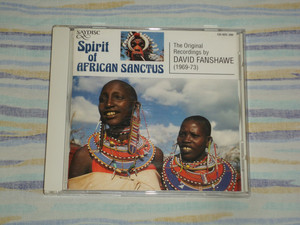 SAYDISC
Spirit
of
AFRICAN SANCTUS
The Original
Recordings by
DAVID FANSHAWE
(1969-73)